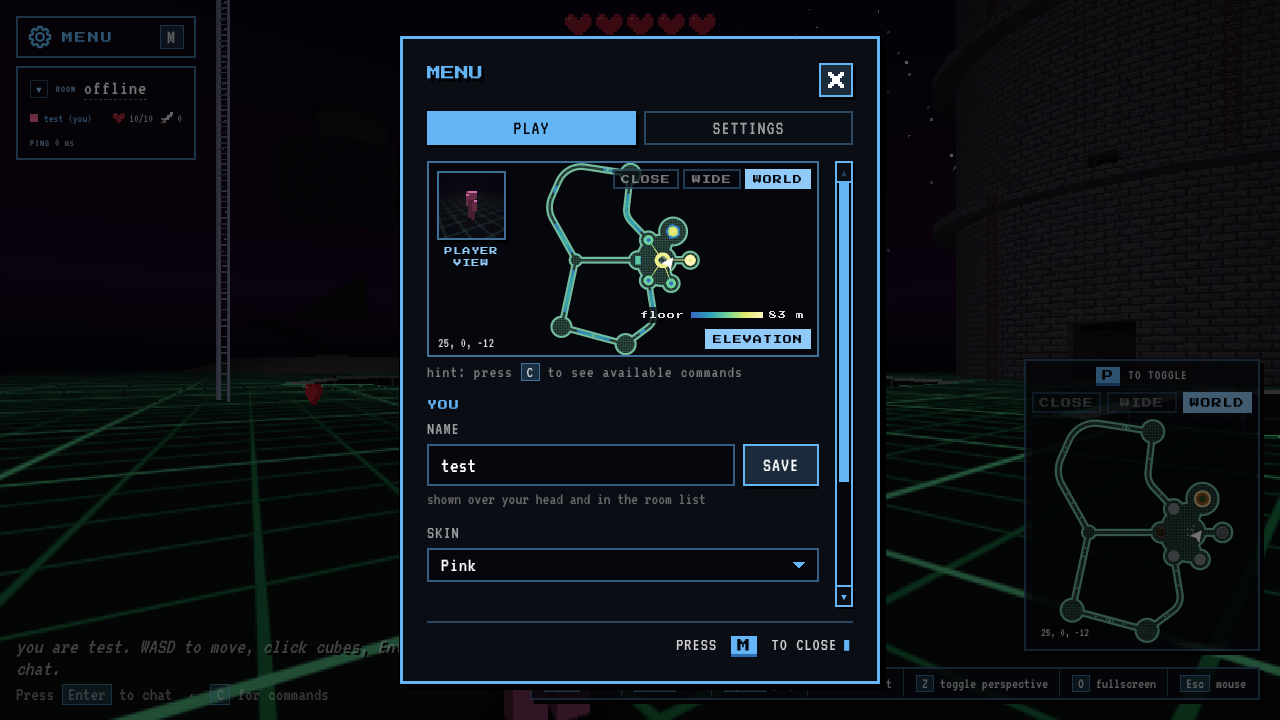 MENU M
▼ ROOM offline
test (you) 10/10 0
PING 0 ms
MENU
PLAY SETTINGS
CLOSE WIDE WORLD
PLAYER
VIEW
floor 83 m
ELEVATION
25, 0, -12
hint: press C to see available commands
YOU
NAME
test SAVE
shown over your head and in the room list
SKIN
Pink
PRESS M TO CLOSE
P TO TOGGLE
CLOSE WIDE WORLD
25, 0, -12
you are test. WASD to move, click cubes,
chat.
Press Enter to chat · C for commands
Z toggle perspective O fullscreen Esc mouse